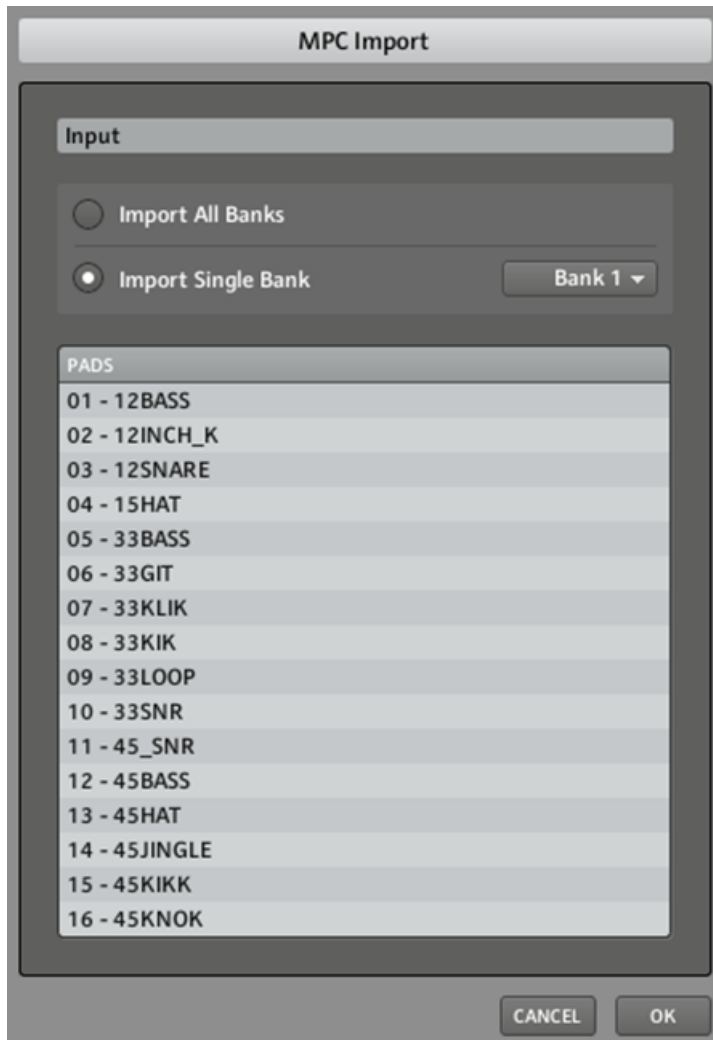 MPC Import
Input
Import All Banks
Import Single Bank Bank 1
PADS
01 - 12BASS
02 - 12INCH_K
03 - 12SNARE
04 - 15HAT
05 - 33BASS
06 - 33GIT
07 - 33KLIK
08 - 33KIK
09 - 33LOOP
10 - 33SNR
11 - 45_SNR
12 - 45BASS
13 - 45HAT
14 - 45JINGLE
15 - 45KIKK
16 - 45KNOK
CANCEL OK